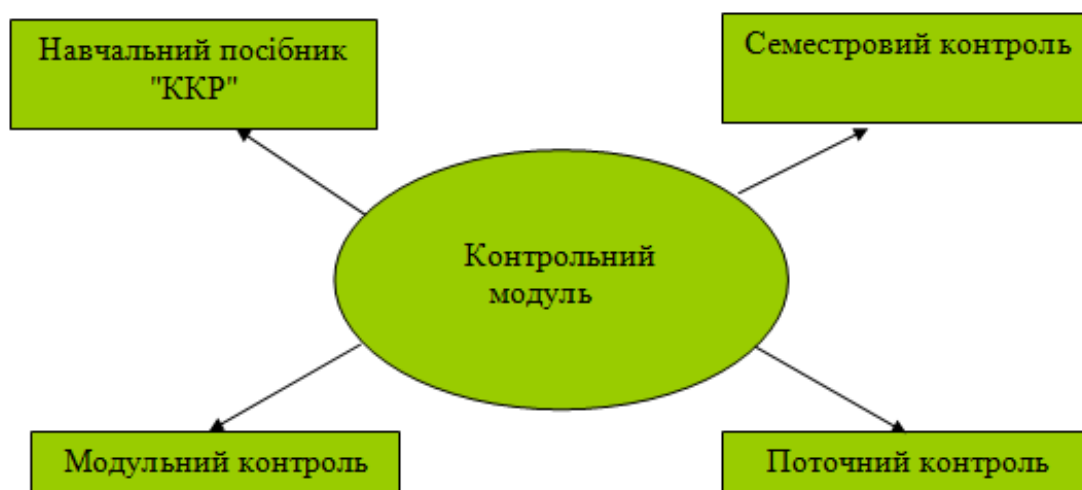 Навчальний посібник
"ККР"
Семестровий контроль
Контрольний
модуль
Модульний контроль
Поточний контроль